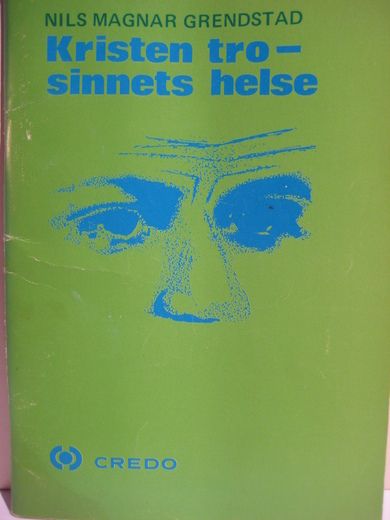 NILS MAGNAR GRENDSTAD
Kristen tro –
sinnets helse
CREDO